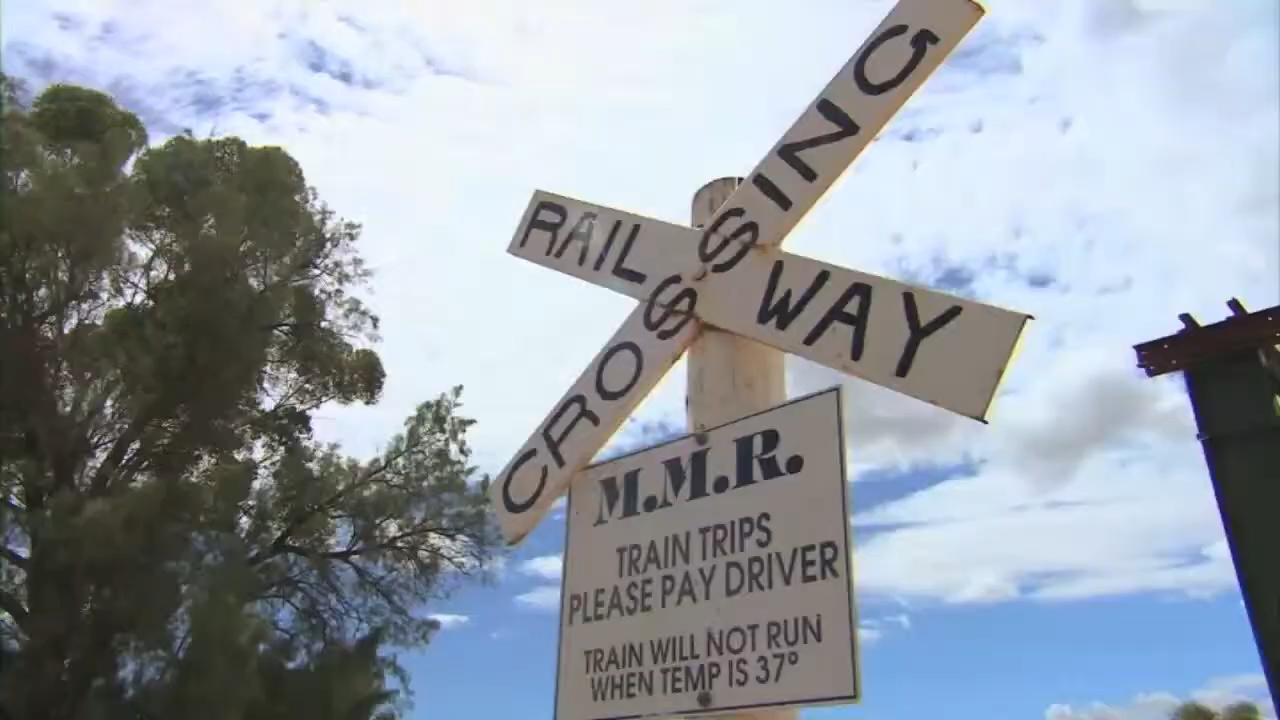 RAILWAY
CROSSING
M.M.R.
TRAIN TRIPS
PLEASE PAY DRIVER
TRAIN WILL NOT RUN
WHEN TEMP IS 37°